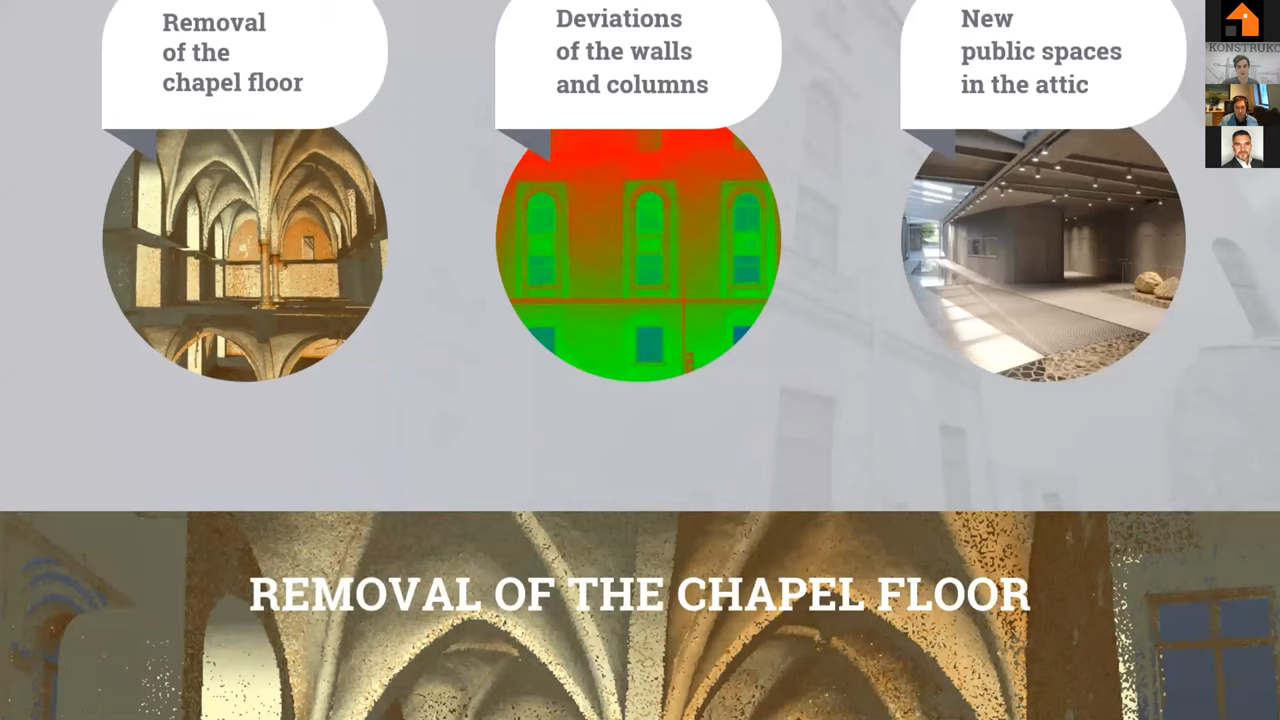 Removal
of the
chapel floor
Deviations
of the walls
and columns
New
public spaces
in the attic
KONSTRUKC
REMOVAL OF THE CHAPEL FLOOR